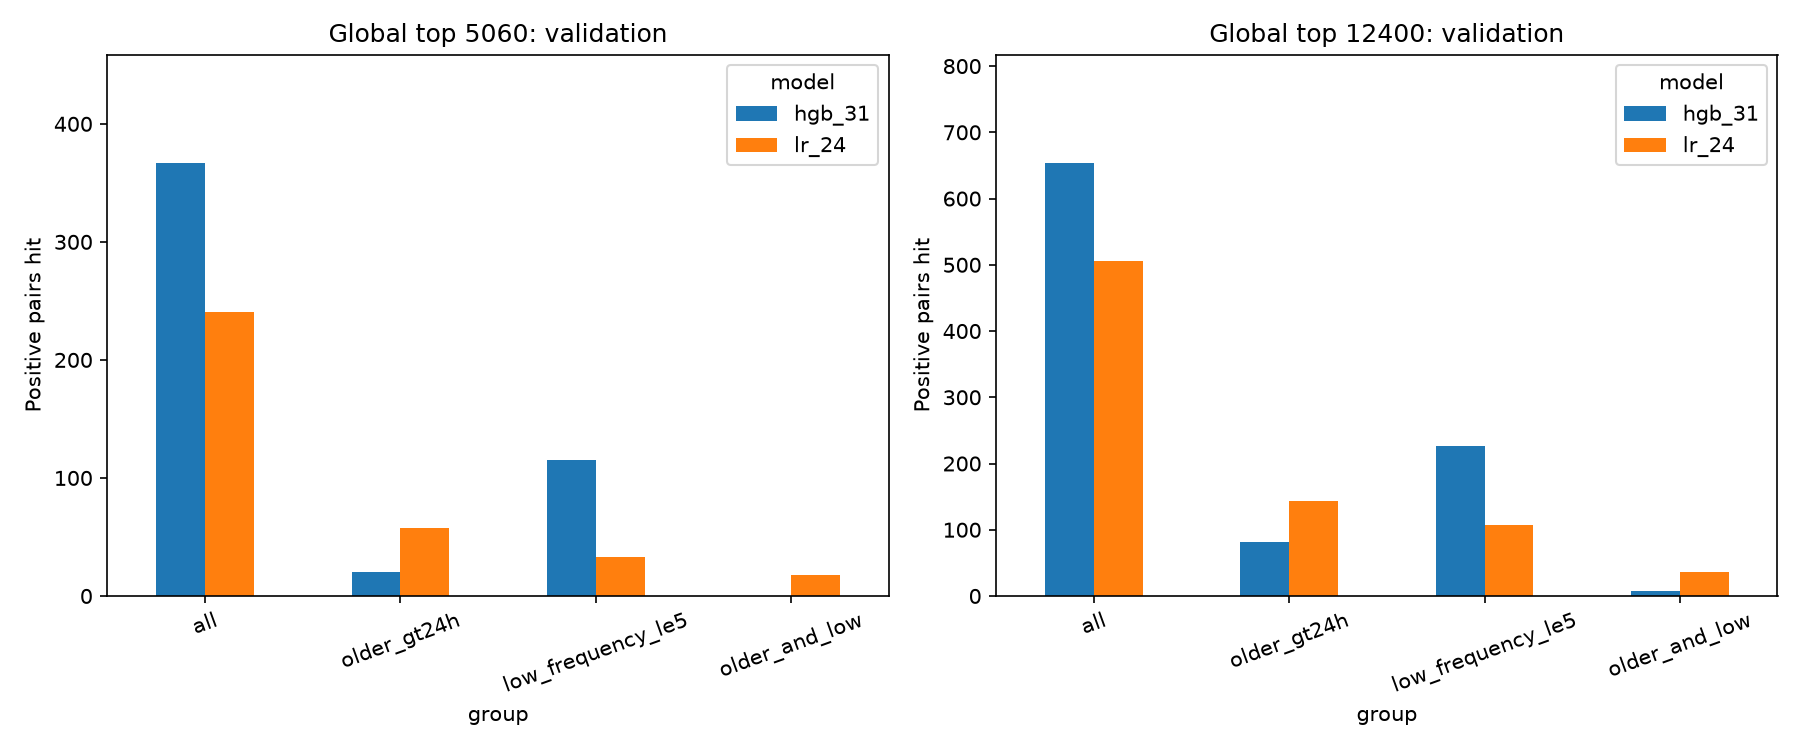 Global top 5060: validation
model
hgb_31
lr_24
Positive pairs hit
400
300
200
100
0
all
older_gt24h
low_frequency_le5
older_and_low
group
Global top 12400: validation
model
hgb_31
lr_24
Positive pairs hit
800
700
600
500
400
300
200
100
0
all
older_gt24h
low_frequency_le5
older_and_low
group